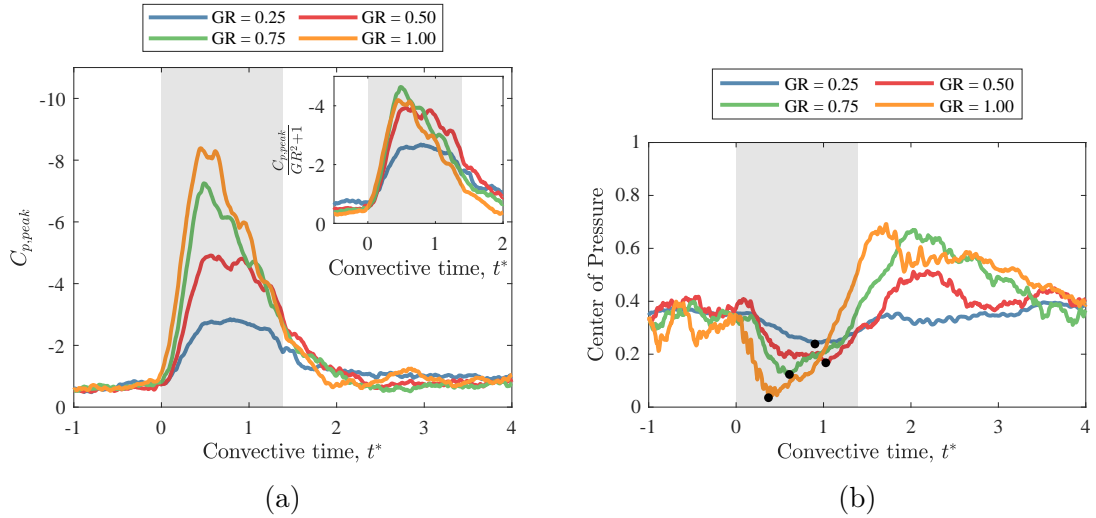 GR = 0.25 GR = 0.50
GR = 0.75 GR = 1.00
-10
-8
-6
-4
-2
0
C_{p,peak}
-1 0 1 2 3 4
Convective time, t*
-4
-2
0
C_{p,peak}
GR^2+1
0 1 2
Convective time, t*
(a)
GR = 0.25 GR = 0.50
GR = 0.75 GR = 1.00
1
0.8
0.6
0.4
0.2
0
Center of Pressure
-1 0 1 2 3 4
Convective time, t*
(b)